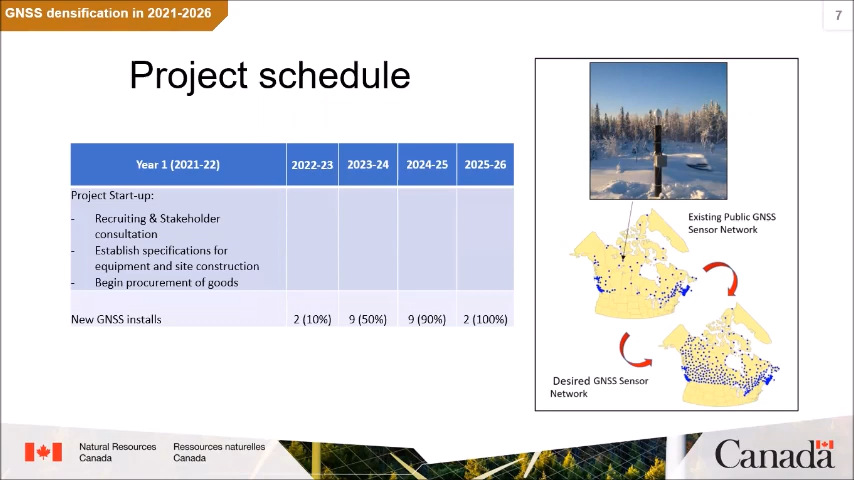 GNSS densification in 2021-2026
7
Project schedule
Year 1 (2021-22) 2022-23 2023-24 2024-25 2025-26
Project Start-up:
- Recruiting & Stakeholder
consultation
- Establish specifications for
equipment and site construction
- Begin procurement of goods
New GNSS installs 2 (10%) 9 (50%) 9 (90%) 2 (100%)
Existing Public GNSS
Sensor Network
Desired GNSS Sensor
Network
Natural Resources
Canada
Ressources naturelles
Canada
Canada